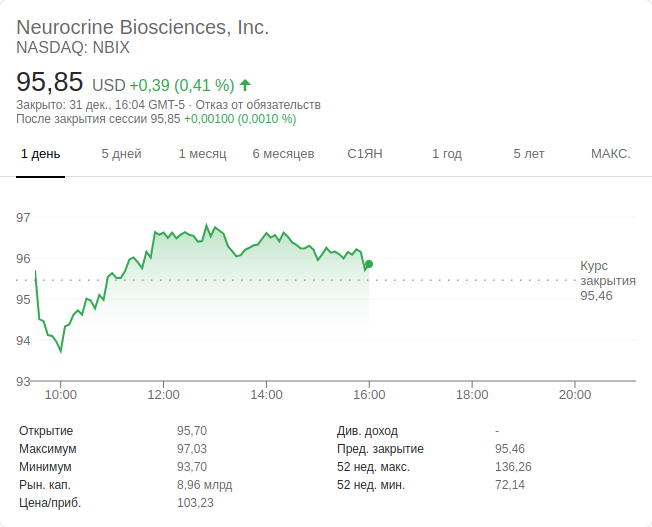 Neurocrine Biosciences, Inc.
NASDAQ: NBIX
95,85 USD +0,39 (0,41 %)
Закрыто: 31 дек., 16:04 GMT-5 · Отказ от обязательств
После закрытия сессии 95,85 +0,00100 (0,0010 %)
1 день 5 дней 1 месяц 6 месяцев С1ЯН 1 год 5 лет МАКС.
97
96
95
94
93
Курс
закрытия
95,46
10:00 12:00 14:00 16:00 18:00 20:00
Открытие 95,70 Див. доход -
Максимум 97,03 Пред. закрытие 95,46
Минимум 93,70 52 нед. макс. 136,26
Рын. кап. 8,96 млрд 52 нед. мин. 72,14
Цена/приб. 103,23